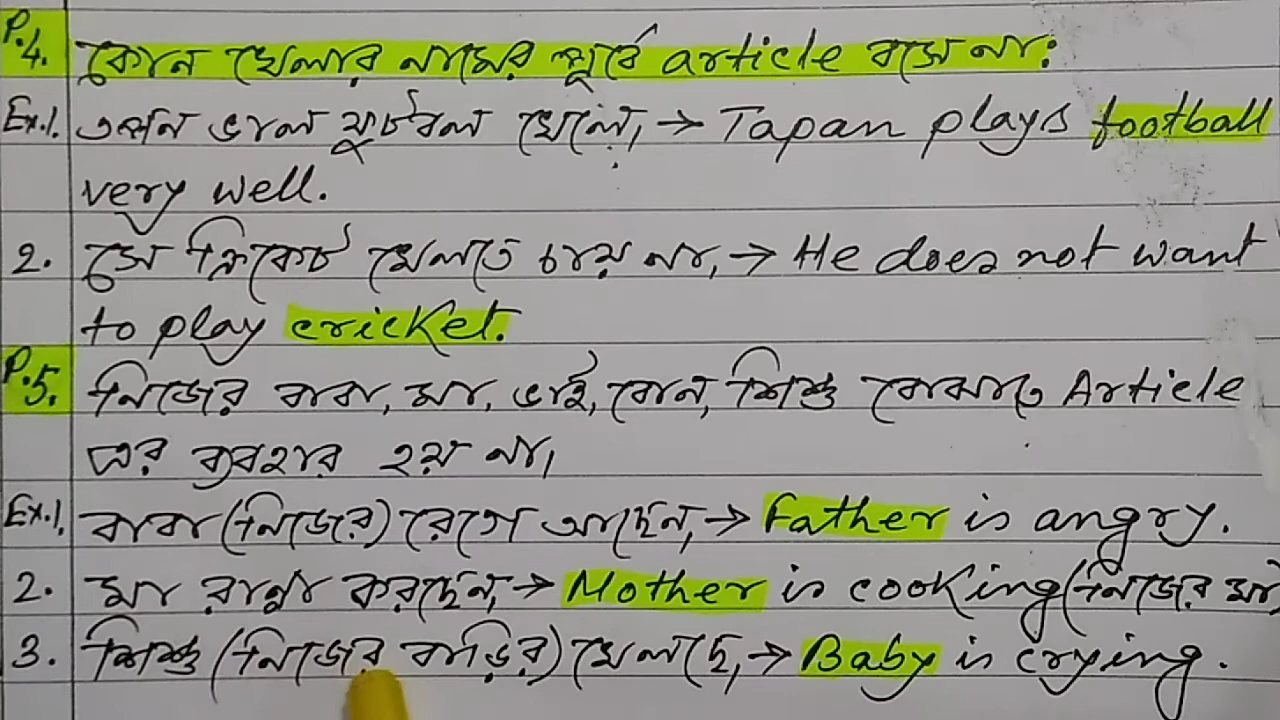 P.4. কোন খেলার নামের পূর্বে article বসে না:
Ex.1. তপন ভাল ফুটবল খেলে, → Tapan plays football
very well.
2. সে ক্রিকেট খেলতে চায় না, → He does not want
to play cricket.
P.5. নিজের বাবা, মা, ভাই, বোন, শিশু বোঝাতে Article
এর ব্যবহার হয় না,
Ex.1. বাবা (নিজের) রেগে আছেন, → Father is angry.
2. মা রান্না করছেন, → Mother is cooking (নিজের মা)
3. শিশু (নিজের বাড়ির) খেলছে, → Baby is crying.